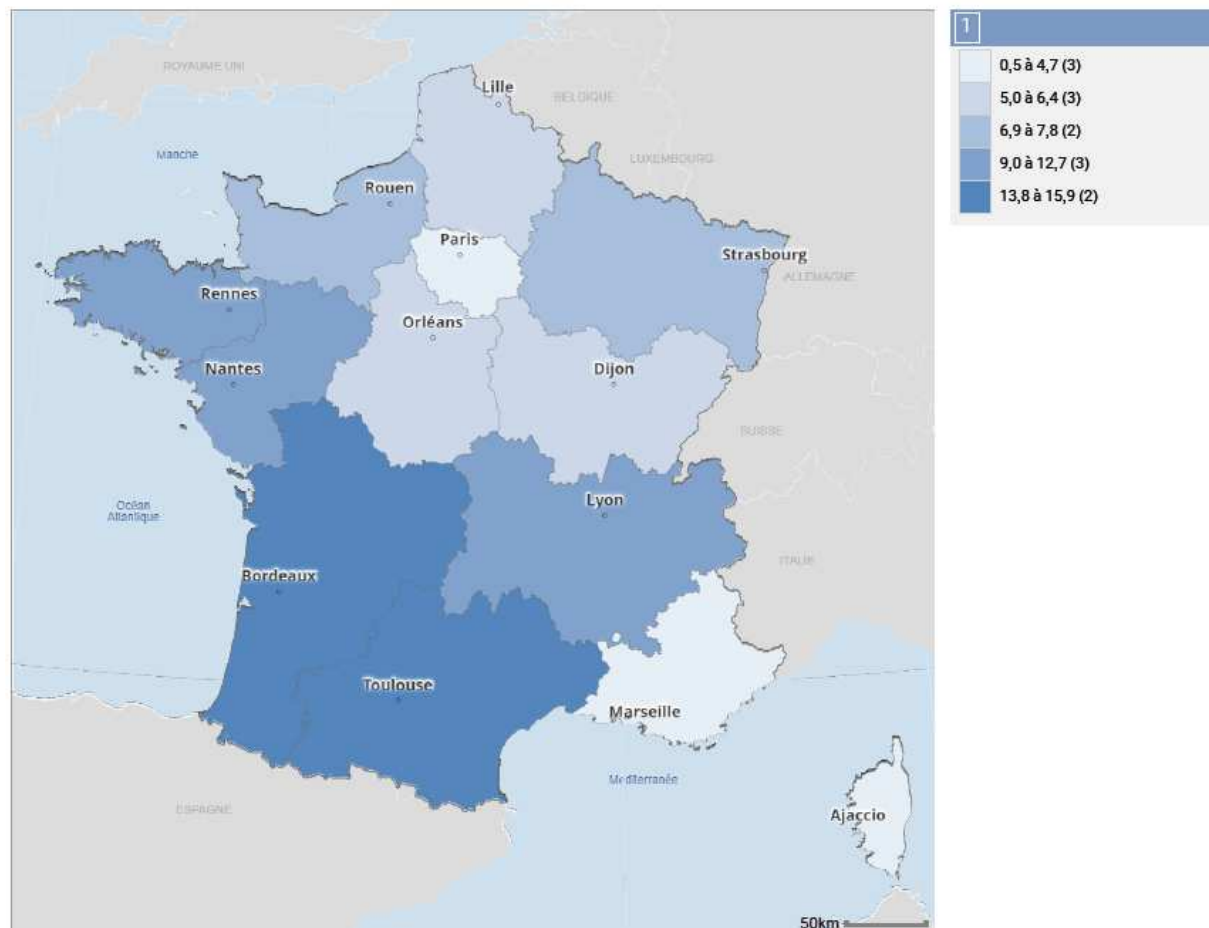 1
0,5 à 4,7 (3)
5,0 à 6,4 (3)
6,9 à 7,8 (2)
9,0 à 12,7 (3)
13,8 à 15,9 (2)
ROYAUME UNI
Lille
BELGIQUE
Manche
LUXEMBOURG
Rouen
Paris
Strasbourg
ALLEMAGNE
Rennes
Orléans
Nantes
Dijon
SUISSE
Lyon
Océan
Atlantique
ITALIE
Bordeaux
Toulouse
Marseille
Mediterranée
ESPAGNE
Ajaccio
50km